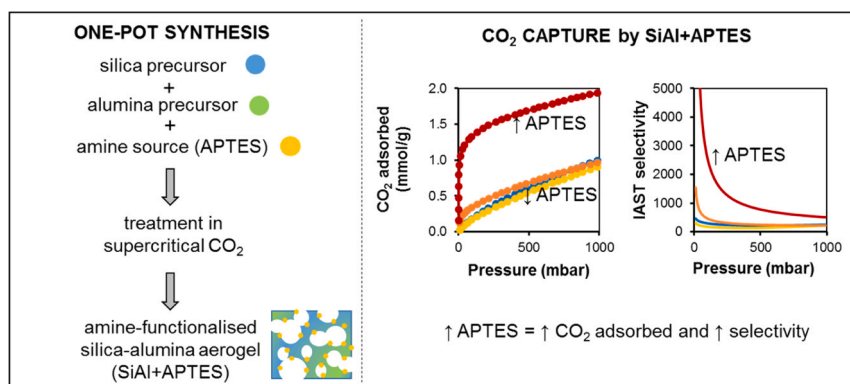 ONE-POT SYNTHESIS
silica precursor
+
alumina precursor
+
amine source (APTES)
treatment in
supercritical CO₂
amine-functionalised
silica-alumina aerogel
(SiAl+APTES)
CO₂ CAPTURE by SiAl+APTES
CO₂ adsorbed
(mmol/g)
2.0
1.5
1.0
0.5
0.0
↑ APTES
↓ APTES
0 500 1000
Pressure (mbar)
IAST selectivity
5000
4000
3000
2000
1000
0
↑ APTES
0 500 1000
Pressure (mbar)
↑ APTES = ↑ CO₂ adsorbed and ↑ selectivity